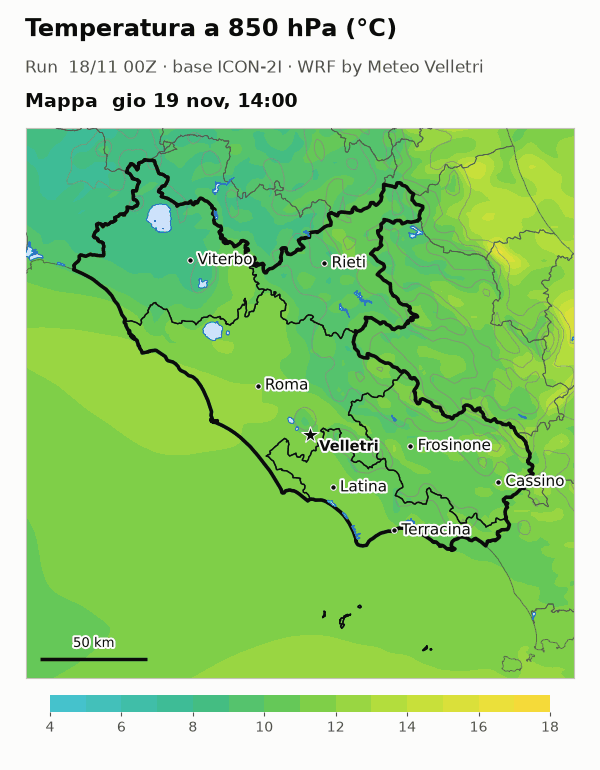 Temperatura a 850 hPa (°C)
Run  18/11 00Z · base ICON-2I · WRF by Meteo Velletri
Mappa  gio 19 nov, 14:00
Viterbo
Rieti
Roma
Velletri
Frosinone
Latina
Cassino
Terracina
50 km
4 6 8 10 12 14 16 18